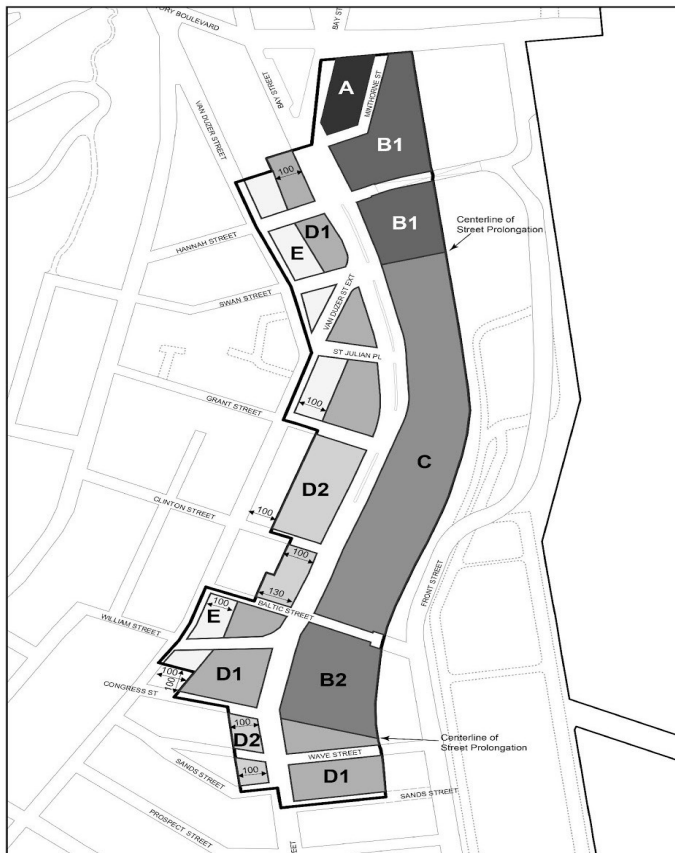 ORY BOULEVARD
BAY ST
A
MINTHORNE ST
BAY STREET
VAN DUZER STREET
B1
100
B1
Centerline of
Street Prolongation
D1
HANNAH STREET
E
SWAN STREET
VAN DUZER ST EXT
ST JULIAN PL
100
GRANT STREET
C
D2
100
CLINTON STREET
100
130
FRONT STREET
100
BALTIC STREET
E
WILLIAM STREET
100
100
D1
B2
CONGRESS ST
100
D2
Centerline of
Street Prolongation
WAVE STREET
100
SANDS STREET
D1
SANDS STREET
PROSPECT STREET